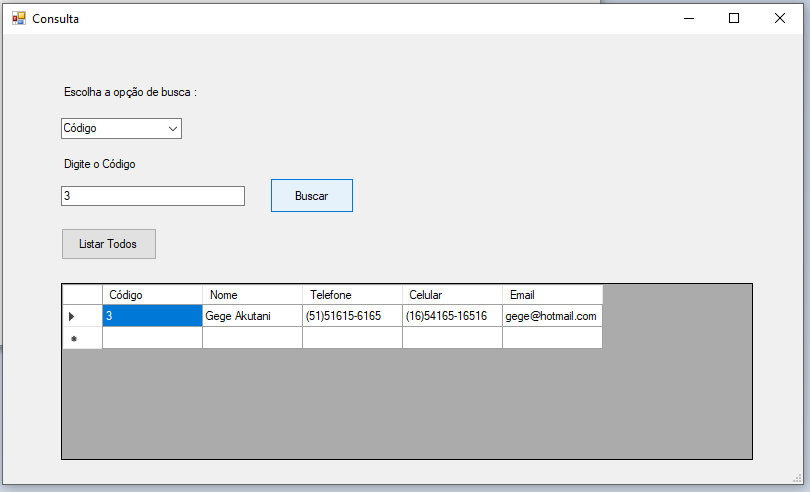 Consulta
Escolha a opção de busca :
Código
Digite o Código
3
Buscar
Listar Todos
Código Nome Telefone Celular Email
3 Gege Akutani (51)51615-6165 (16)54165-16516 gege@hotmail.com